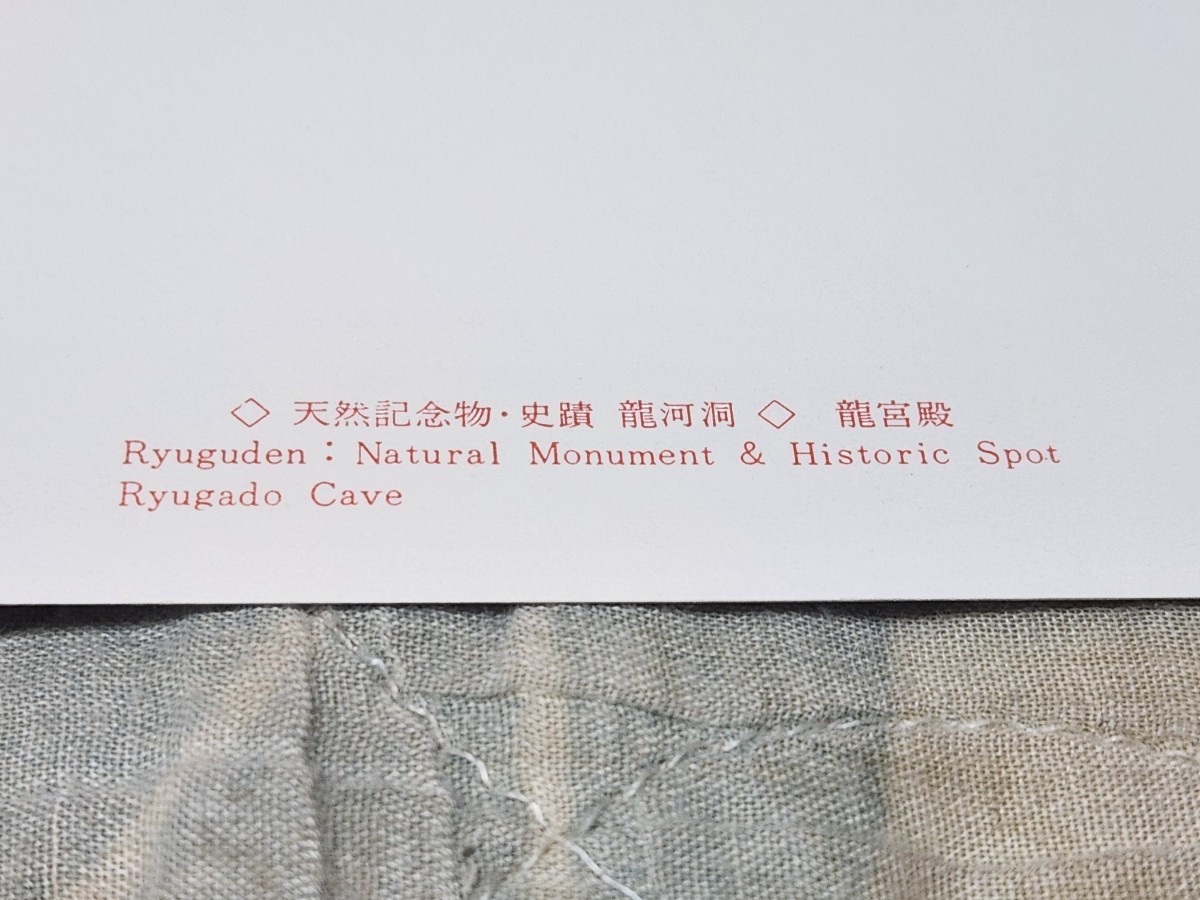 ◇ 天然記念物・史蹟 龍河洞 ◇ 龍宮殿
Ryuguden : Natural Monument & Historic Spot
Ryugado Cave